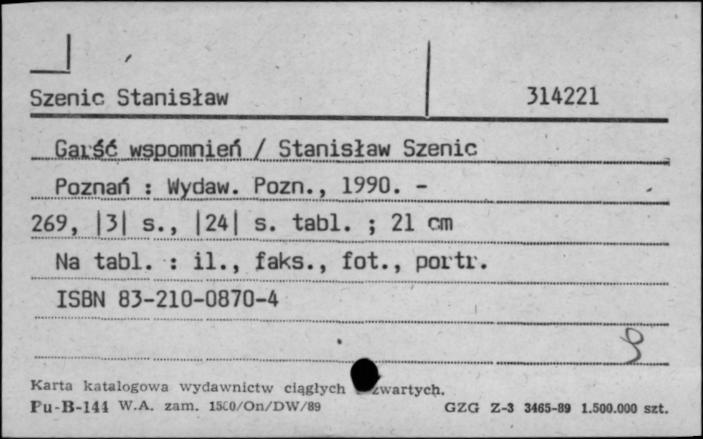 Szenic Stanisław 314221
Garść wspomnień / Stanisław Szenic
Poznań : Wydaw. Pozn., 1990. -
269, |3| s., |24| s. tabl. ; 21 cm
Na tabl. : il., faks., fot., portr.
ISBN 83-210-0870-4
Karta katalogowa wydawnictw ciągłych zwartych.
Pu-B-144 W.A. zam. 1500/On/DW/89 GZG Z-3 3465-89 1.500.000 szt.